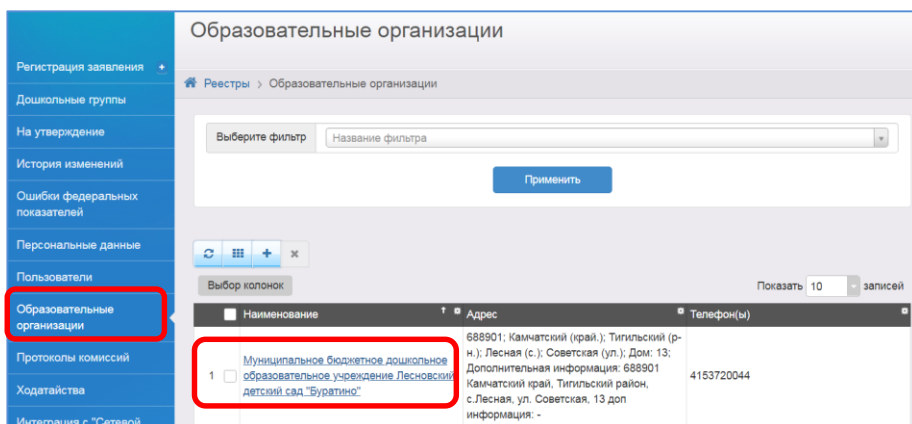 Образовательные организации
Регистрация заявления +
Дошкольные группы
На утверждение
История изменений
Ошибки федеральных
показателей
Персональные данные
Пользователи
Образовательные
организации
Протоколы комиссий
Ходатайства
Интеграция с "Сетевой
Реестры > Образовательные организации
Выберите фильтр
Название фильтра
Применить
Выбор колонок
Показать 10 записей
Наименование
Адрес
Телефон(ы)
1
Муниципальное бюджетное дошкольное
образовательное учреждение Лесновский
детский сад "Буратино"
688901; Камчатский (край.); Тигильский (р-
н.); Лесная (с.); Советская (ул.); Дом: 13;
Дополнительная информация: 688901
Камчатский край, Тигильский район,
с.Лесная, ул. Советская, 13 доп
информация: -
4153720044